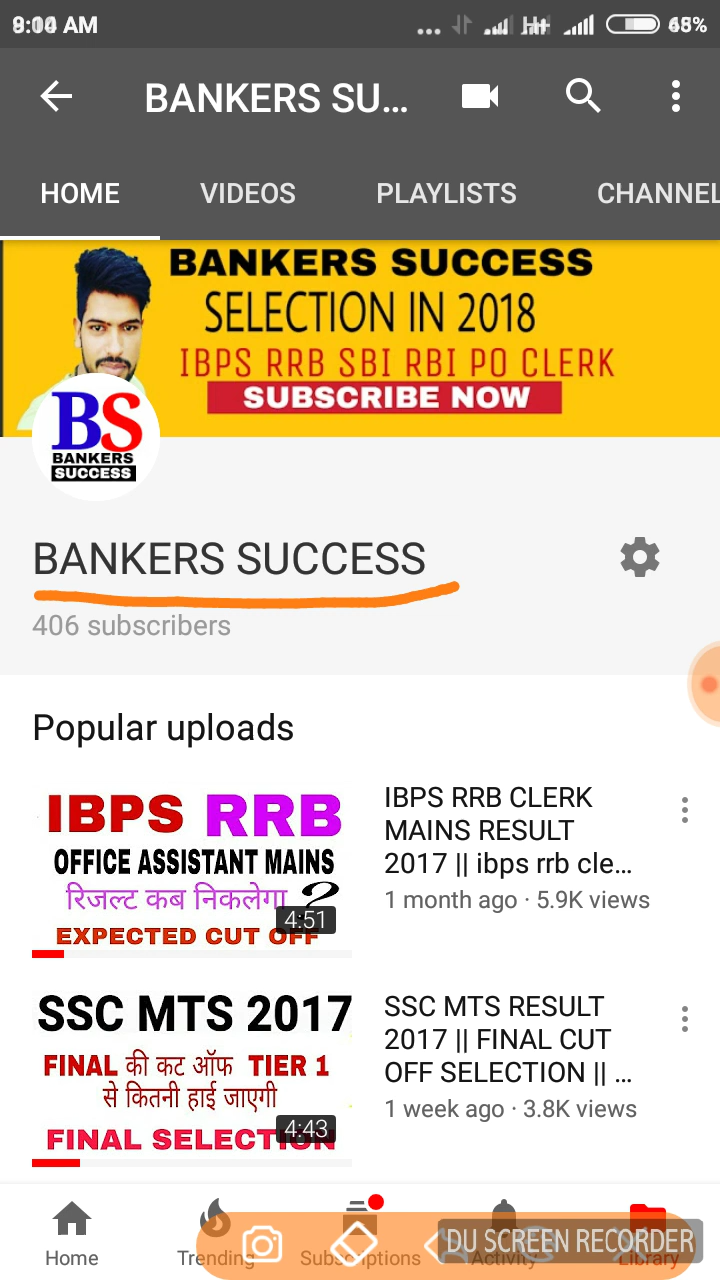 AM
68%
BANKERS SU...
HOME VIDEOS PLAYLISTS CHANNEL
BANKERS SUCCESS
SELECTION IN 2018
IBPS RRB SBI RBI PO CLERK
SUBSCRIBE NOW
BS
BANKERS
SUCCESS
BANKERS SUCCESS
406 subscribers
Popular uploads
IBPS RRB
OFFICE ASSISTANT MAINS
रिजल्ट कब निकलेगा ?
4:51
EXPECTED CUT OFF
IBPS RRB CLERK
MAINS RESULT
2017 || ibps rrb cle...
1 month ago · 5.9K views
SSC MTS 2017
FINAL की कट ऑफ TIER 1
से कितनी हाई जाएगी
4:43
FINAL SELECTION
SSC MTS RESULT
2017 || FINAL CUT
OFF SELECTION || ...
1 week ago · 3.8K views
DU SCREEN RECORDER
Home Trending Subscriptions Activity Library